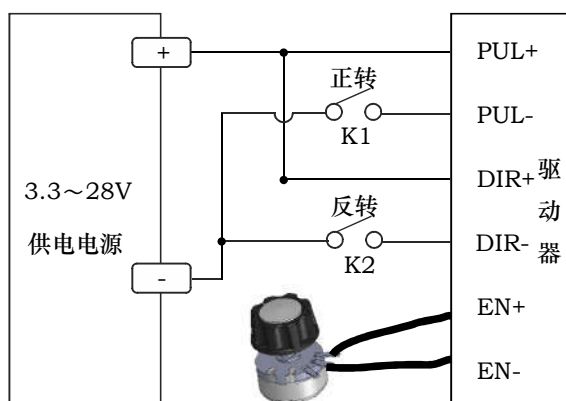 +
PUL+
正转
PUL-
K1
3.3～28V
DIR+
驱动器
供电电源
反转
DIR-
K2
-
EN+
EN-